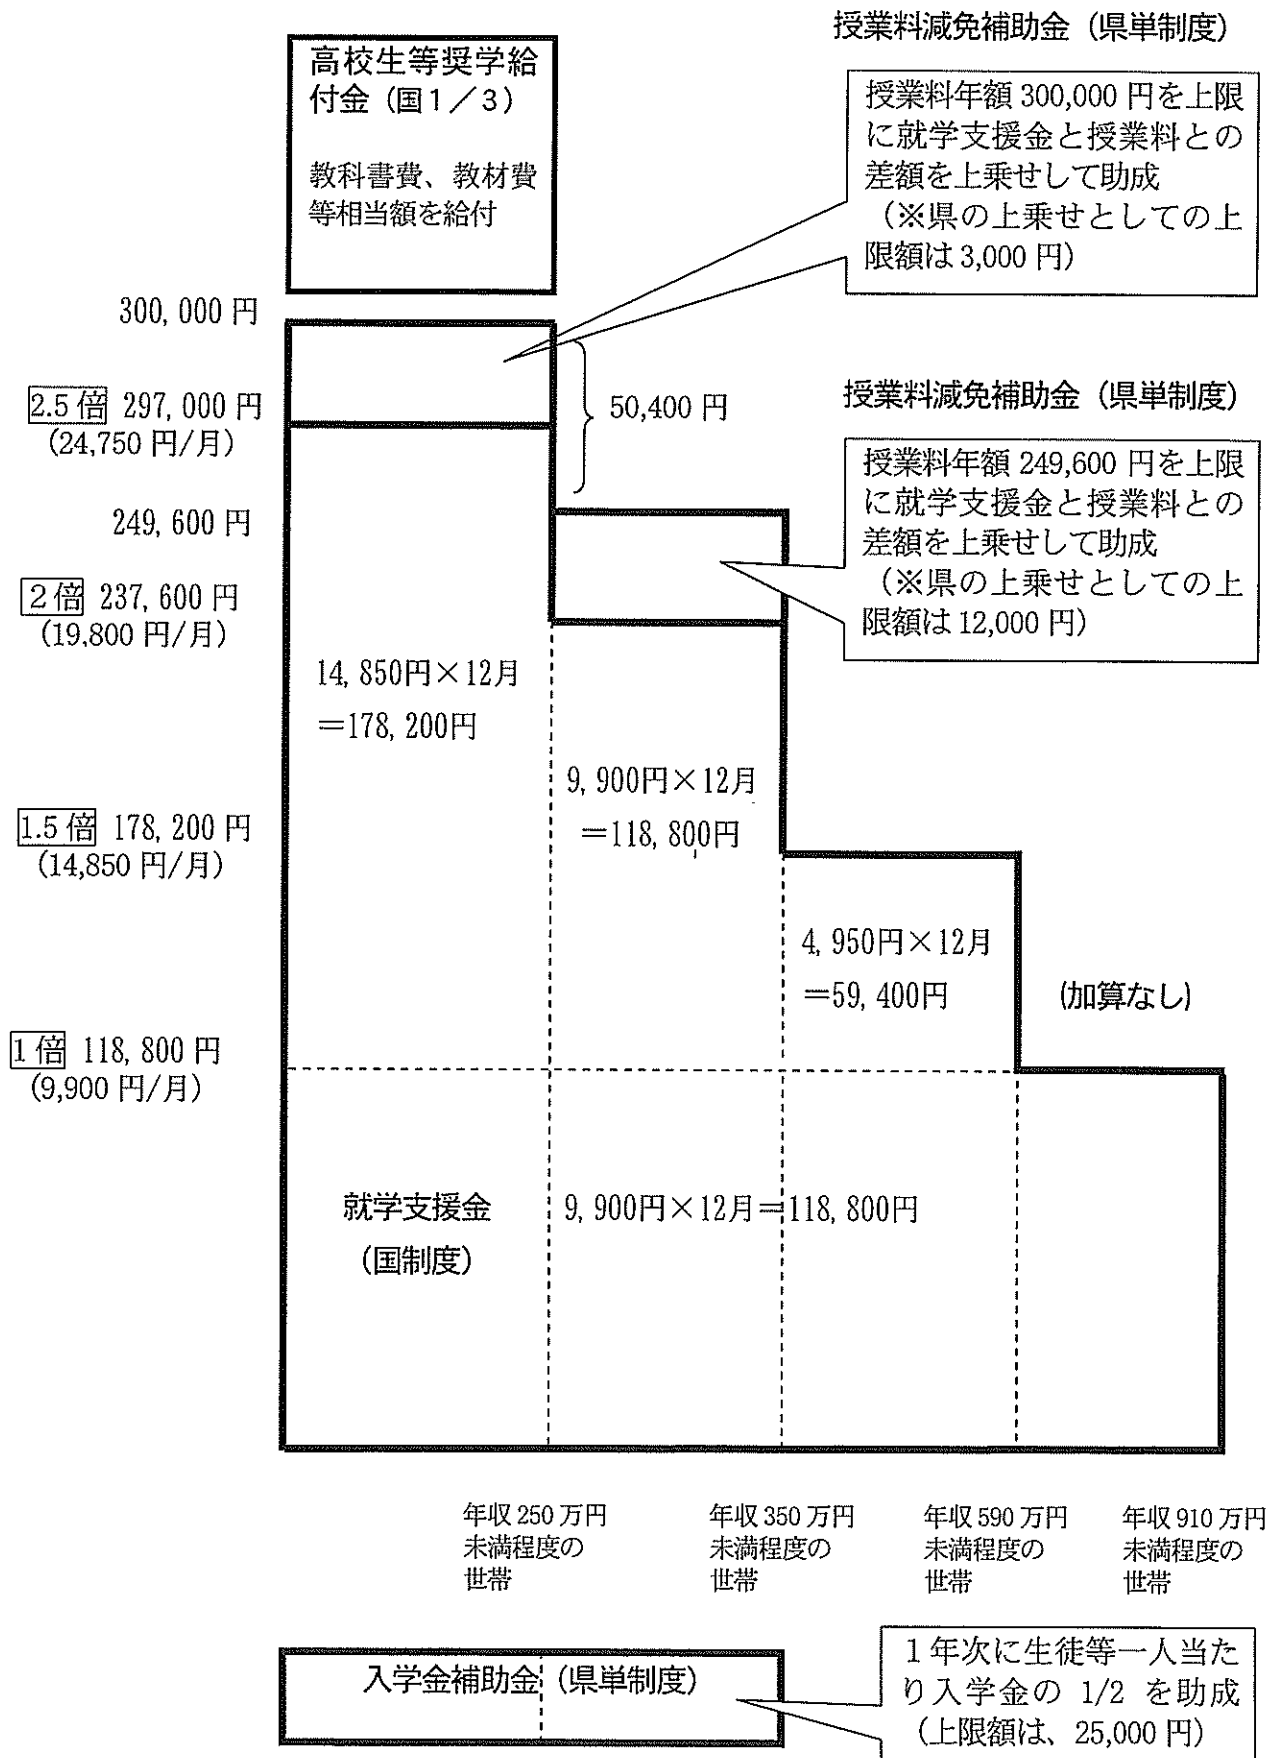 授業料減免補助金（県単制度）
高校生等奨学給
付金（国１／３）
教科書費、教材費
等相当額を給付
授業料年額 300,000 円を上限
に就学支援金と授業料との
差額を上乗せして助成
（※県の上乗せとしての上
限額は 3,000 円）
300,000 円
2.5 倍 297,000 円
(24,750 円/月)
50,400 円
授業料減免補助金（県単制度）
授業料年額 249,600 円を上限
に就学支援金と授業料との
差額を上乗せして助成
（※県の上乗せとしての上
限額は 12,000 円）
249,600 円
２倍 237,600 円
(19,800 円/月)
14,850円×12月
＝178,200円
9,900円×12月
＝118,800円
1.5 倍 178,200 円
(14,850 円/月)
4,950円×12月
＝59,400円
(加算なし)
1 倍 118,800 円
(9,900 円/月)
就学支援金
（国制度）
9,900円×12月＝118,800円
年収 250 万円
未満程度の
世帯
年収 350 万円
未満程度の
世帯
年収 590 万円
未満程度の
世帯
年収 910 万円
未満程度の
世帯
入学金補助金（県単制度）
１年次に生徒等一人当た
り入学金の 1/2 を助成
（上限額は、25,000 円）